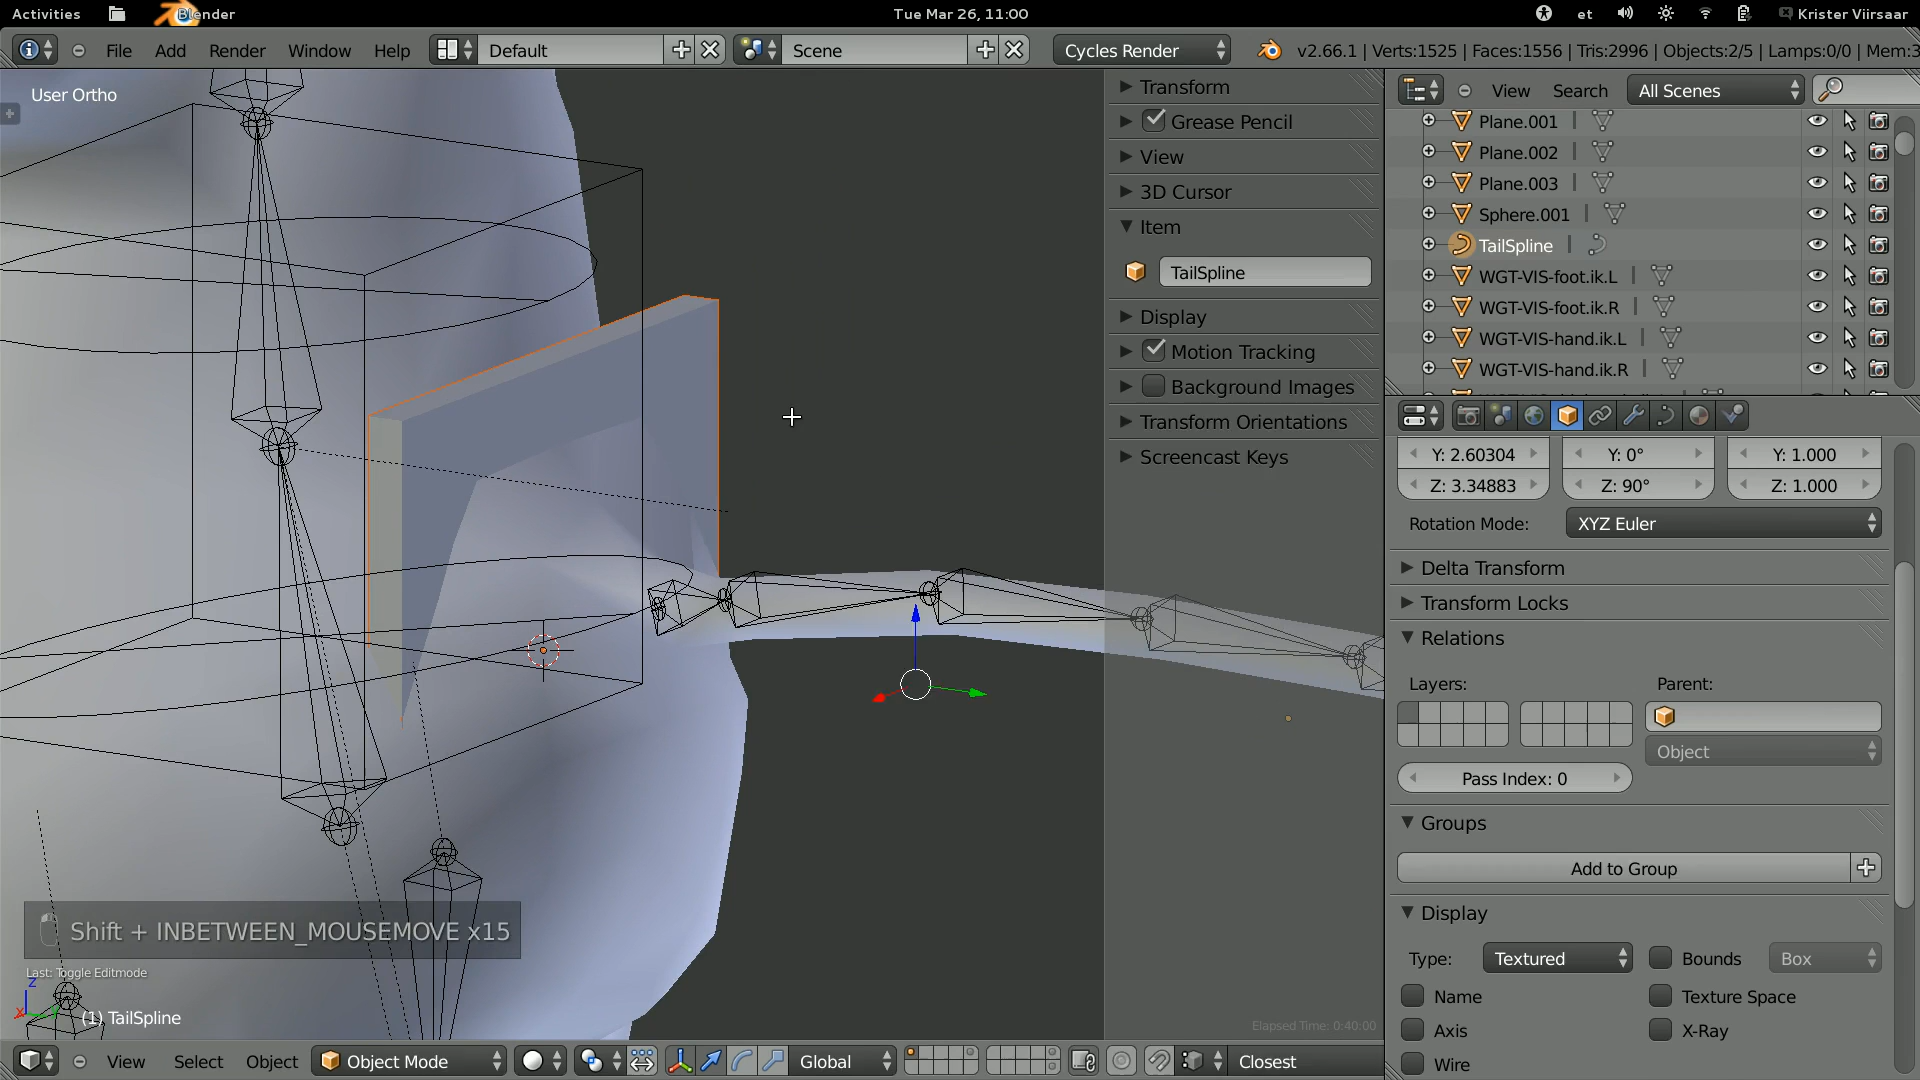 Activities Blender Tue Mar 26, 11:00 et Krister Viirsaar
File Add Render Window Help Default Scene Cycles Render v2.66.1 | Verts:1525 | Faces:1556 | Tris:2996 | Objects:2/5 | Lamps:0/0 | Mem:3
User Ortho
Transform
Grease Pencil
View
3D Cursor
Item
TailSpline
Display
Motion Tracking
Background Images
Transform Orientations
Screencast Keys
View Search All Scenes
Plane.001
Plane.002
Plane.003
Sphere.001
TailSpline
WGT-VIS-foot.ik.L
WGT-VIS-foot.ik.R
WGT-VIS-hand.ik.L
WGT-VIS-hand.ik.R
Y: 2.60304 Y: 0° Y: 1.000
Z: 3.34883 Z: 90° Z: 1.000
Rotation Mode: XYZ Euler
Delta Transform
Transform Locks
Relations
Layers: Parent:
Object
Pass Index: 0
Groups
Add to Group
Display
Type: Textured Bounds Box
Name Texture Space
Axis X-Ray
Wire
Shift + INBETWEEN_MOUSEMOVE x15
Last: Toggle Editmode
z
x
(1) TailSpline
Elapsed Time: 0:40:00
View Select Object Object Mode Global Closest